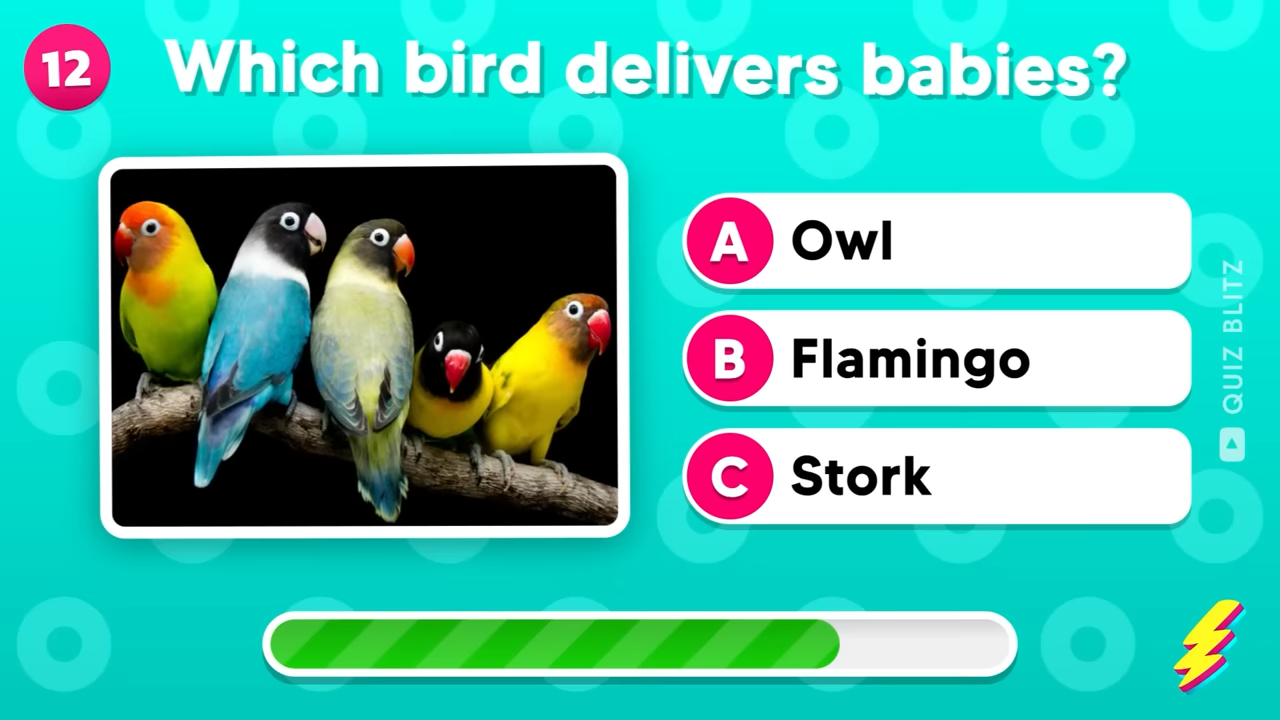 12
Which bird delivers babies?
A Owl
B Flamingo
C Stork
QUIZ BLITZ